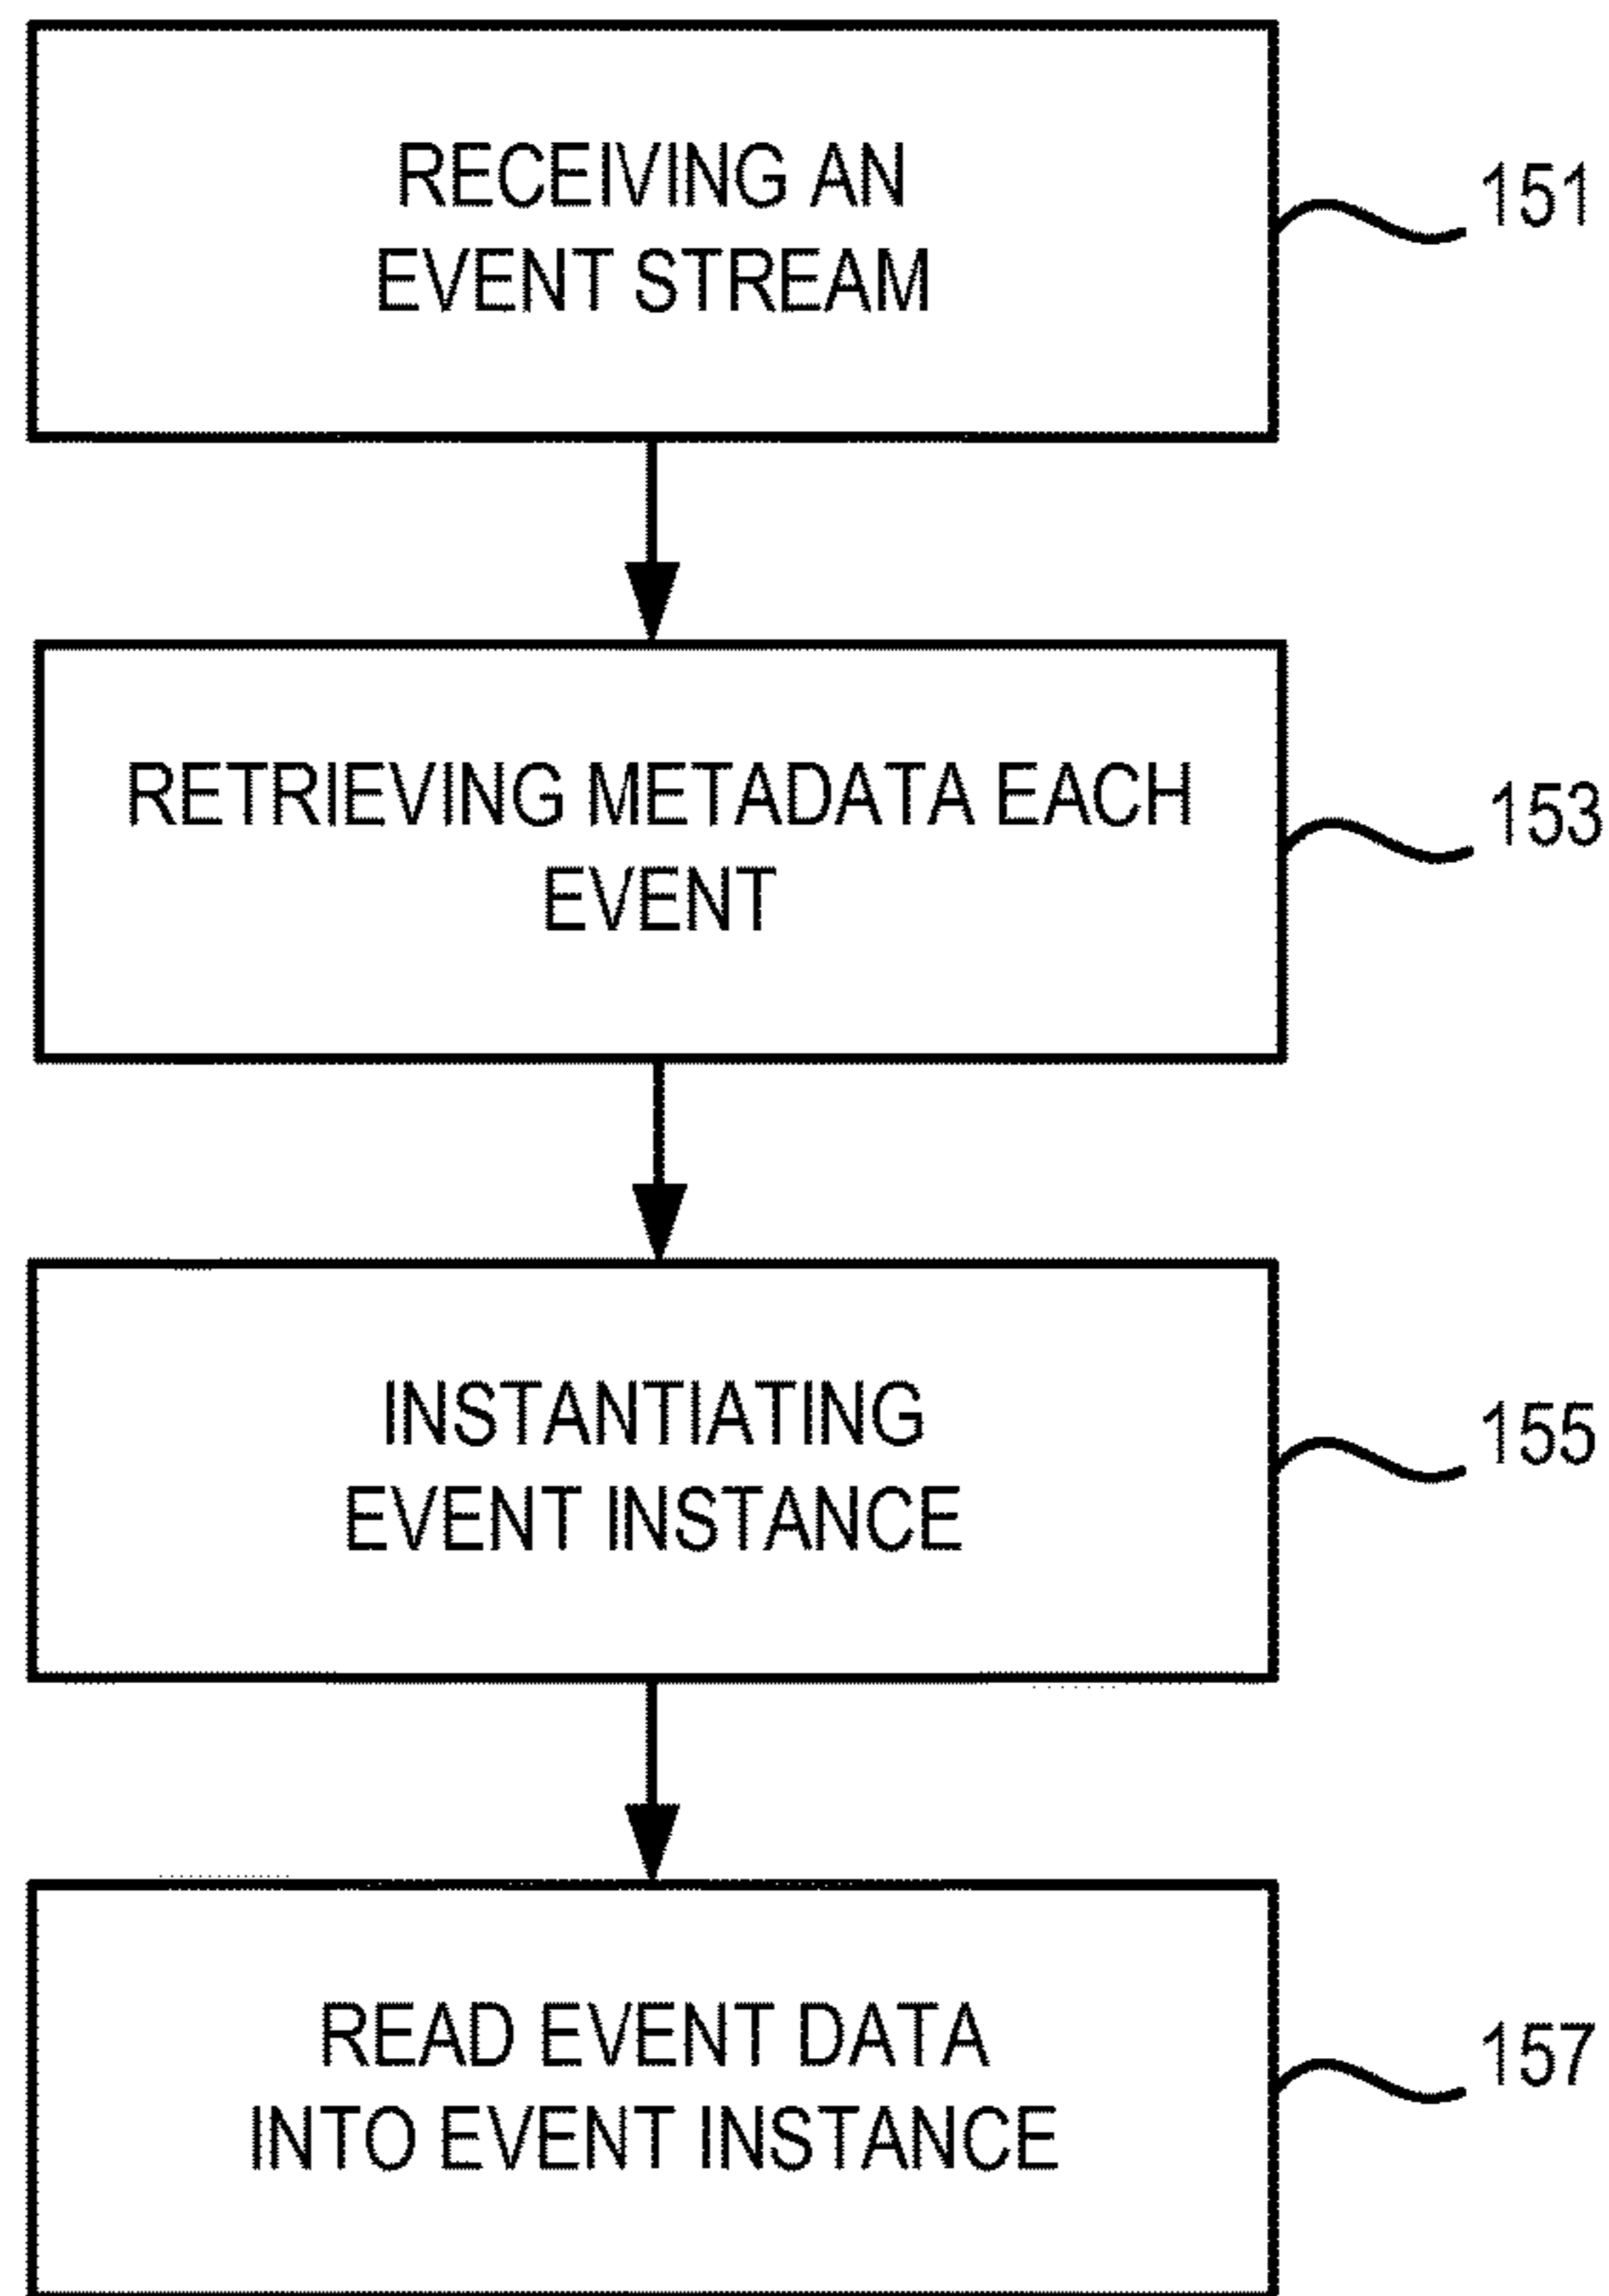 RECEIVING AN
EVENT STREAM
151
RETRIEVING METADATA EACH
EVENT
153
INSTANTIATING
EVENT INSTANCE
155
READ EVENT DATA
INTO EVENT INSTANCE
157